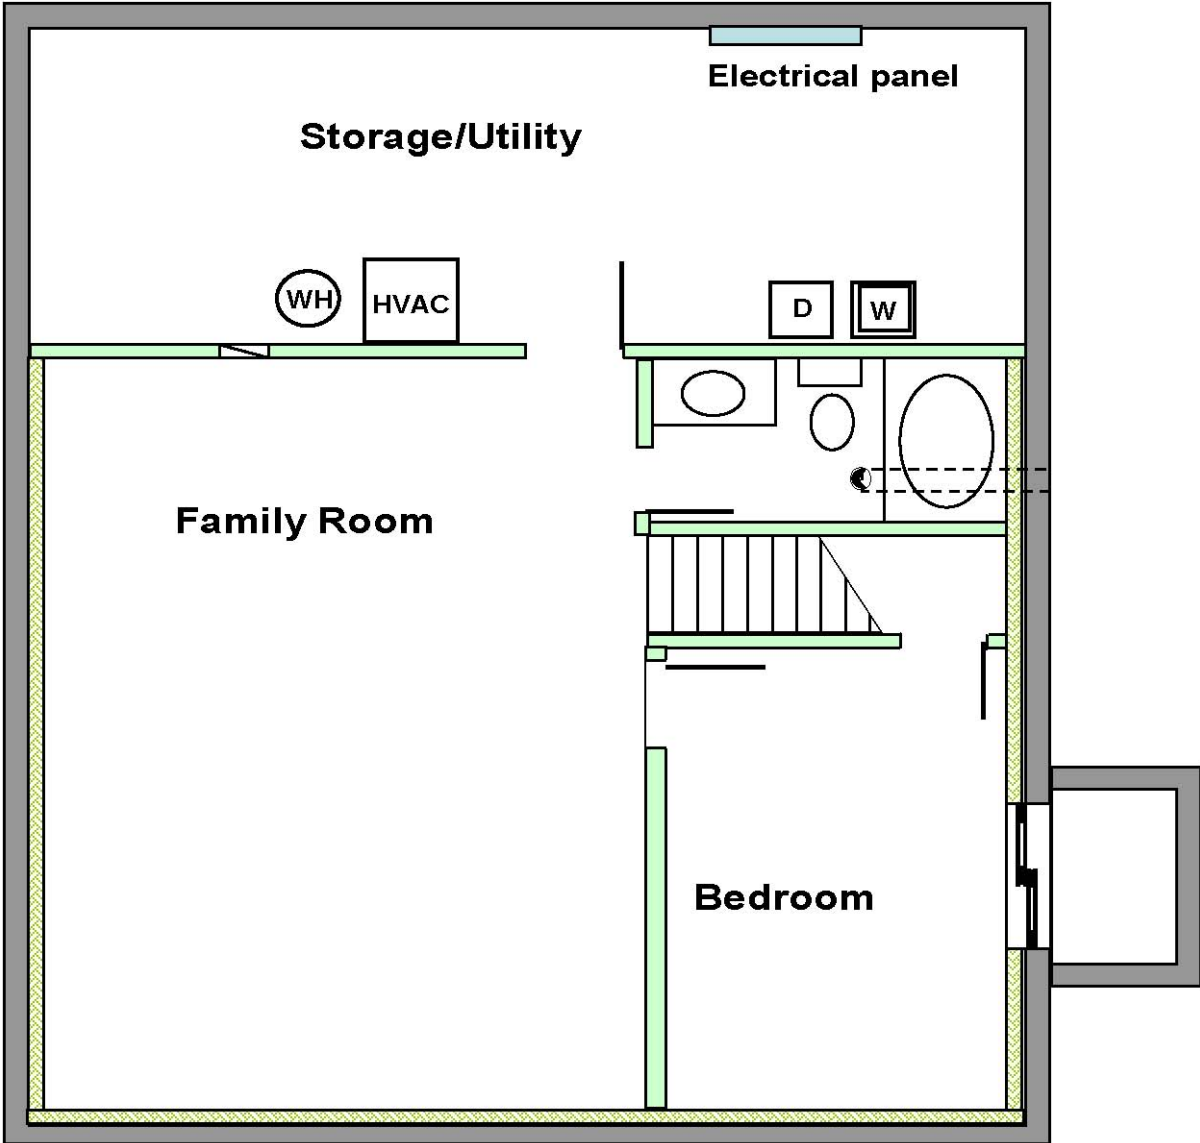 Electrical panel
Storage/Utility
WH
HVAC
D
W
Family Room
Bedroom